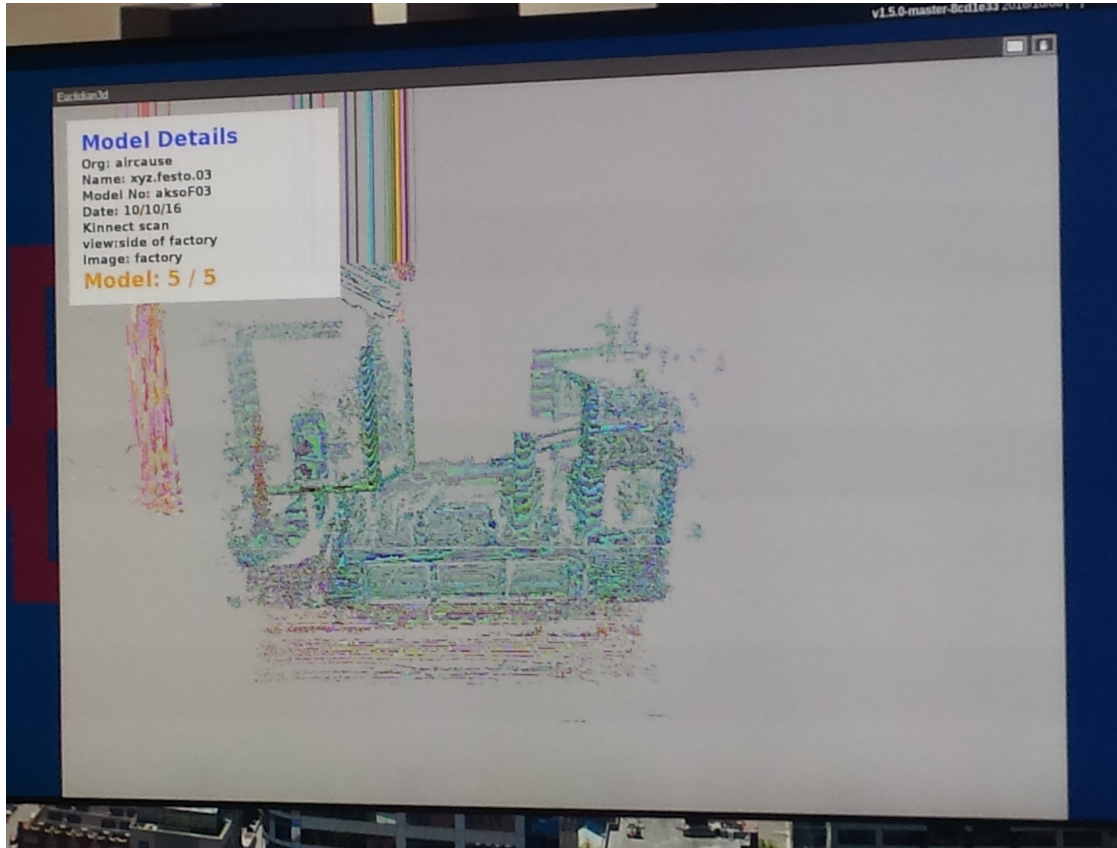 v1.5.0-master-8cd1e33
Euclidian3d
Model Details
Org: aircause
Name: xyz.festo.03
Model No: aksoF03
Date: 10/10/16
Kinnect scan
view:side of factory
Image: factory
Model: 5 / 5